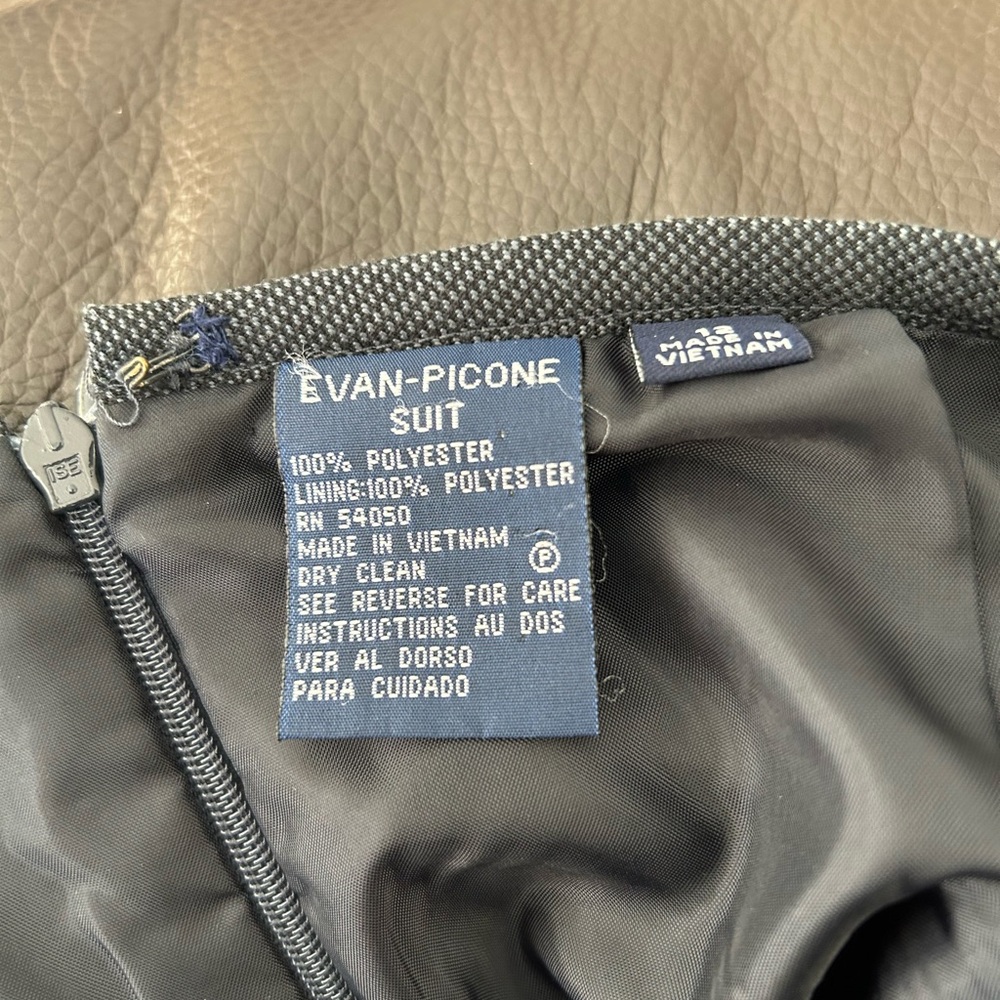 EVAN-PICONE
SUIT
100% POLYESTER
LINING:100% POLYESTER
RN 54050
MADE IN VIETNAM
DRY CLEAN
P
SEE REVERSE FOR CARE
INSTRUCTIONS AU DOS
VER AL DORSO
PARA CUIDADO
12
MADE IN
VIETNAM
ISE